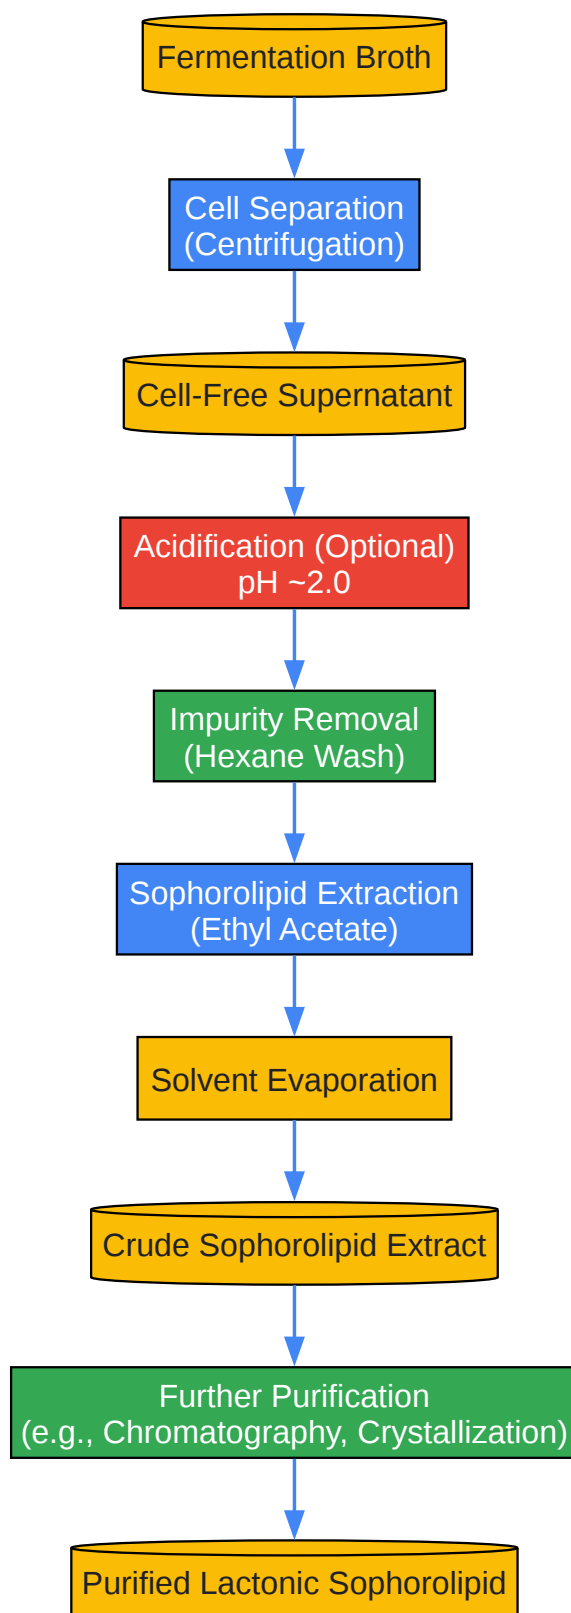 Fermentation Broth
Cell Separation
(Centrifugation)
Cell-Free Supernatant
Acidification (Optional)
pH ~2.0
Impurity Removal
(Hexane Wash)
Sophorolipid Extraction
(Ethyl Acetate)
Solvent Evaporation
Crude Sophorolipid Extract
Further Purification
(e.g., Chromatography, Crystallization)
Purified Lactonic Sophorolipid